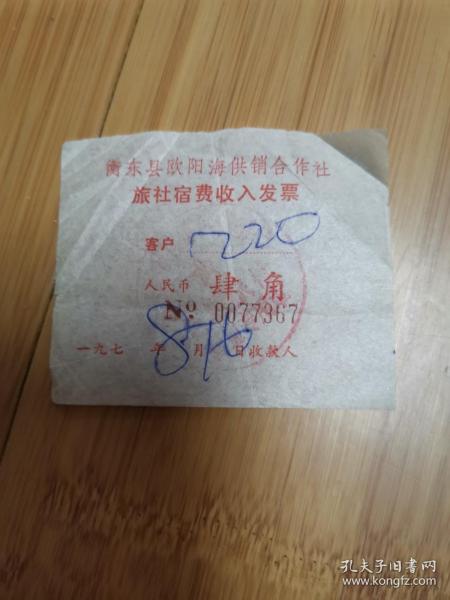 衡东县欧阳海供销合作社
旅社宿费收入发票
客户 220
人民币 肆角
No. 0077367
一九七 年 月 日收款人
孔夫子旧书网
www.kongfz.com